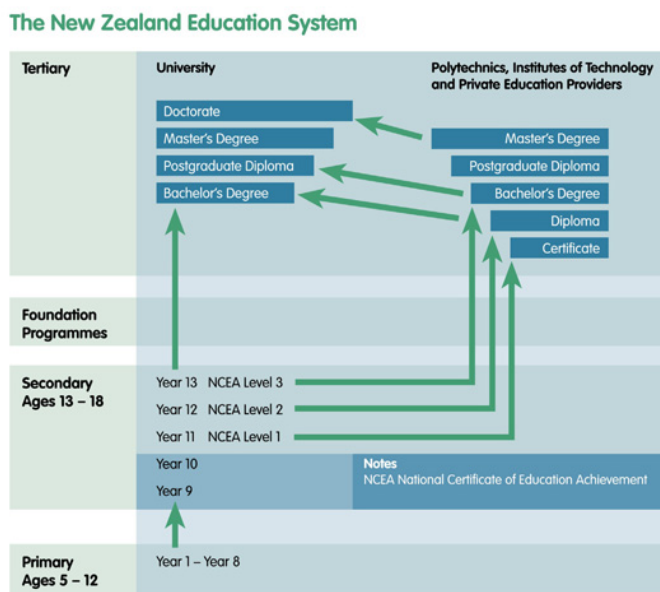 The New Zealand Education System
Tertiary
University
Polytechnics, Institutes of Technology
and Private Education Providers
Doctorate
Master's Degree
Master's Degree
Postgraduate Diploma
Postgraduate Diploma
Bachelor's Degree
Bachelor's Degree
Diploma
Certificate
Foundation
Programmes
Secondary
Ages 13 – 18
Year 13 NCEA Level 3
Year 12 NCEA Level 2
Year 11 NCEA Level 1
Year 10
Year 9
Notes
NCEA National Certificate of Education Achievement
Primary
Ages 5 – 12
Year 1 – Year 8